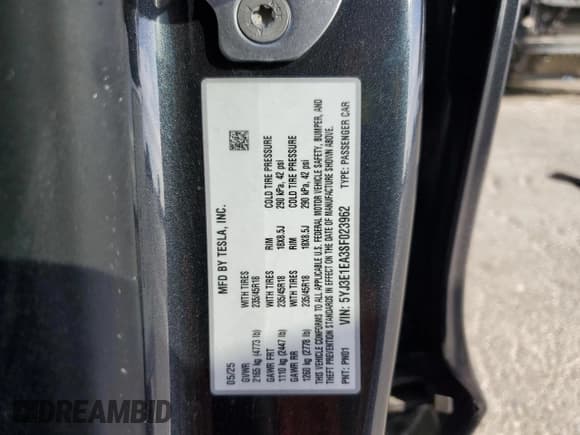 MFD BY TESLA, INC.
05/25
GVWR WITH TIRES RIM COLD TIRE PRESSURE
2165 kg (4773 lb) 235/45R18 18X8.5J 290 kPa, 42 psi
GAWR FRT WITH TIRES RIM COLD TIRE PRESSURE
1110 kg (2447 lb) 235/45R18 18X8.5J 290 kPa, 42 psi
GAWR RR
1260 kg (2778 lb) 235/45R18
THIS VEHICLE CONFORMS TO ALL APPLICABLE U.S. FEDERAL MOTOR VEHICLE SAFETY, BUMPER, AND
THEFT PREVENTION STANDARDS IN EFFECT ON THE DATE OF MANUFACTURE SHOWN ABOVE.
PNT: PN01 VIN: 5YJ3E1EA3SF023962 TYPE: PASSENGER CAR
DREAMBID